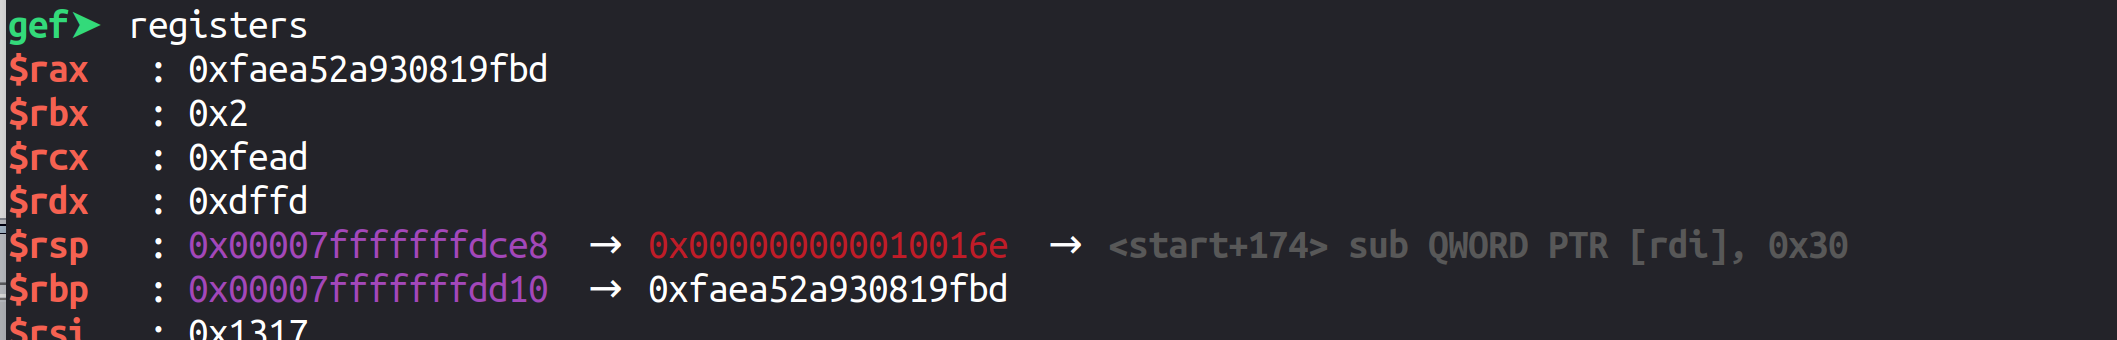 gef➤ registers
$rax : 0xfaea52a930819fbd
$rbx : 0x2
$rcx : 0xfead
$rdx : 0xdffd
$rsp : 0x00007fffffffdce8 → 0x000000000010016e → <start+174> sub QWORD PTR [rdi], 0x30
$rbp : 0x00007fffffffdd10 → 0xfaea52a930819fbd
$rsi : 0x1317